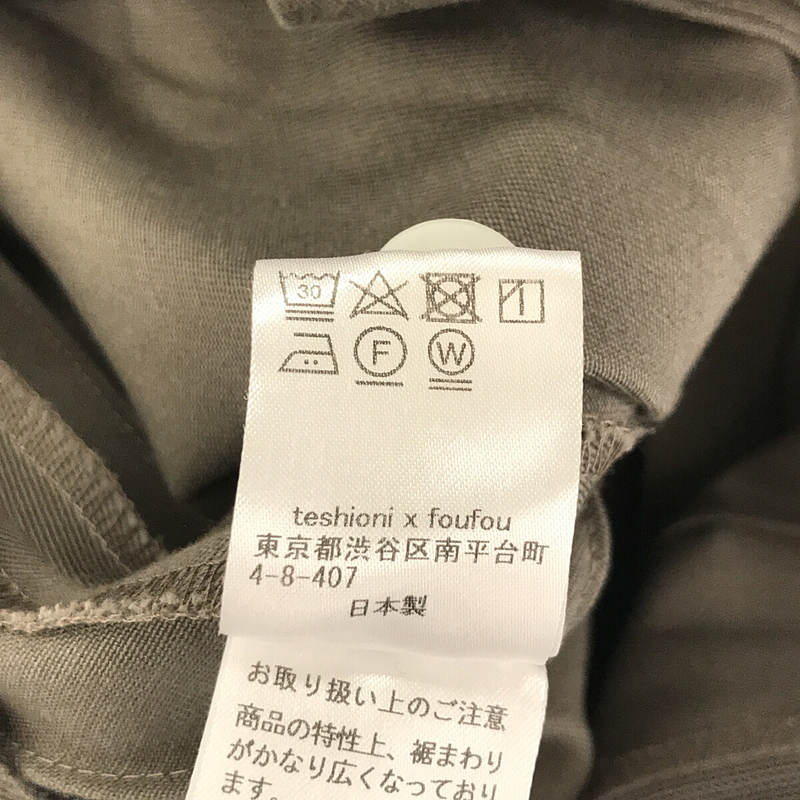 30
F W
teshioni x foufou
東京都渋谷区南平台町
4-8-407
日本製
お取り扱い上のご注意
商品の特性上、裾まわり
がかなり広くなっており
ます。